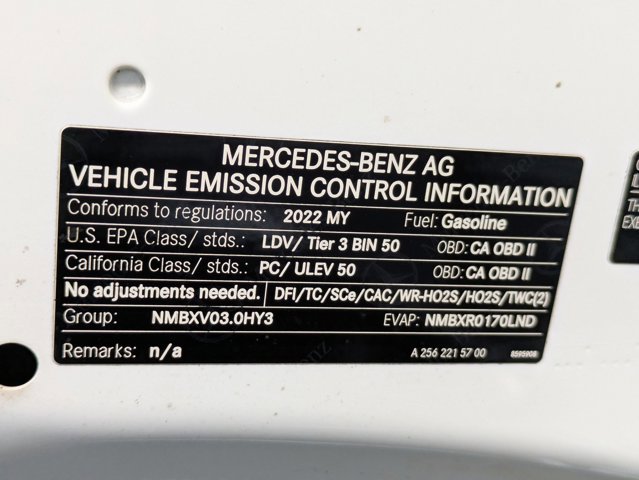 MERCEDES-BENZ AG
VEHICLE EMISSION CONTROL INFORMATION
Conforms to regulations: 2022 MY Fuel: Gasoline
U.S. EPA Class/ stds.: LDV/ Tier 3 BIN 50 OBD: CA OBD II
California Class/ stds.: PC/ ULEV 50 OBD: CA OBD II
No adjustments needed. DFI/TC/SCe/CAC/WR-HO2S/HO2S/TWC(2)
Group: NMBXV03.0HY3 EVAP: NMBXR0170LND
Remarks: n/a A 256 221 57 00 8595908